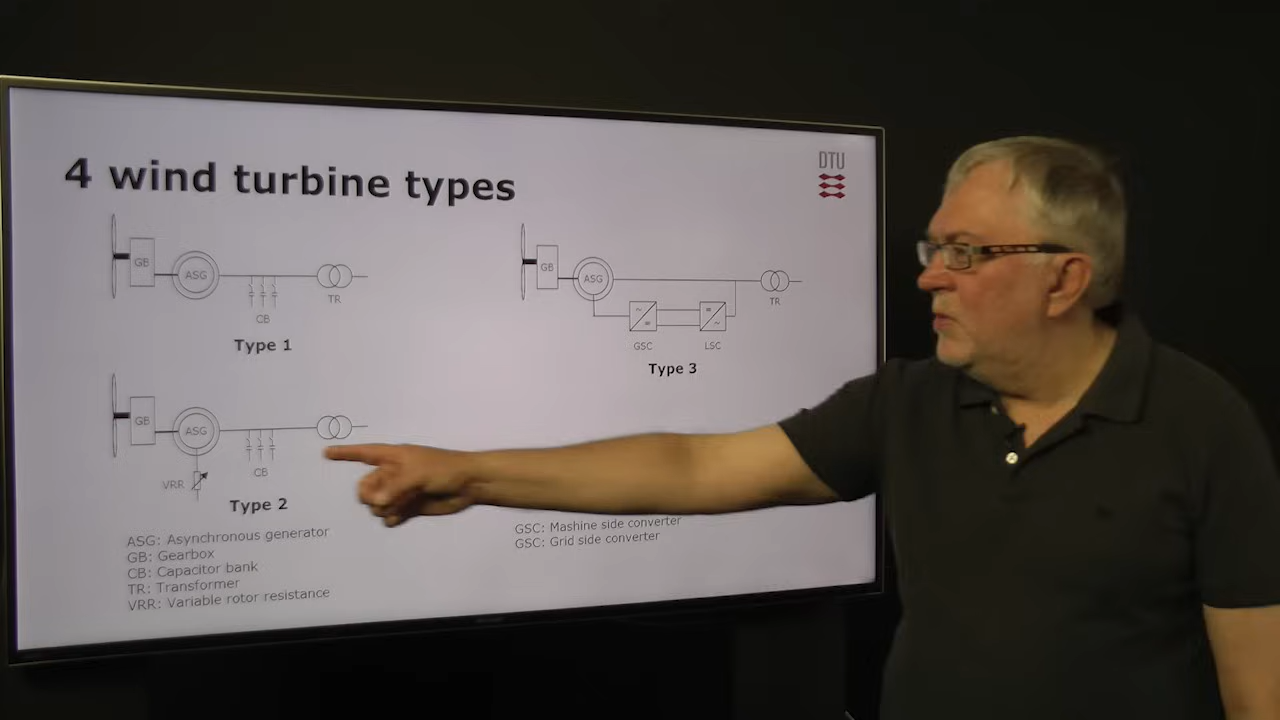 4 wind turbine types
DTU
GB
ASG
CB
TR
Type 1
GB
ASG
VRR
CB
Type 2
GB
ASG
TR
GSC
LSC
Type 3
ASG: Asynchronous generator
GB: Gearbox
CB: Capacitor bank
TR: Transformer
VRR: Variable rotor resistance
GSC: Mashine side converter
GSC: Grid side converter